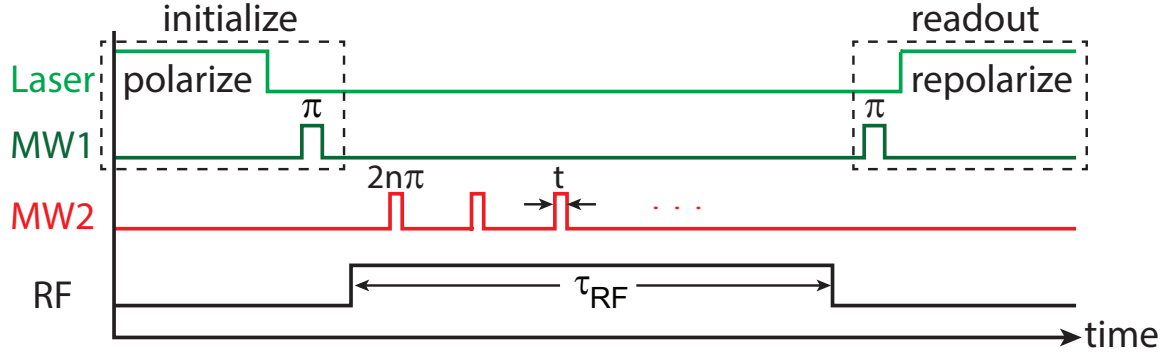 initialize
readout
Laser
polarize
repolarize
π
π
MW1
2nπ
t
MW2
. . .
RF
τRF
time